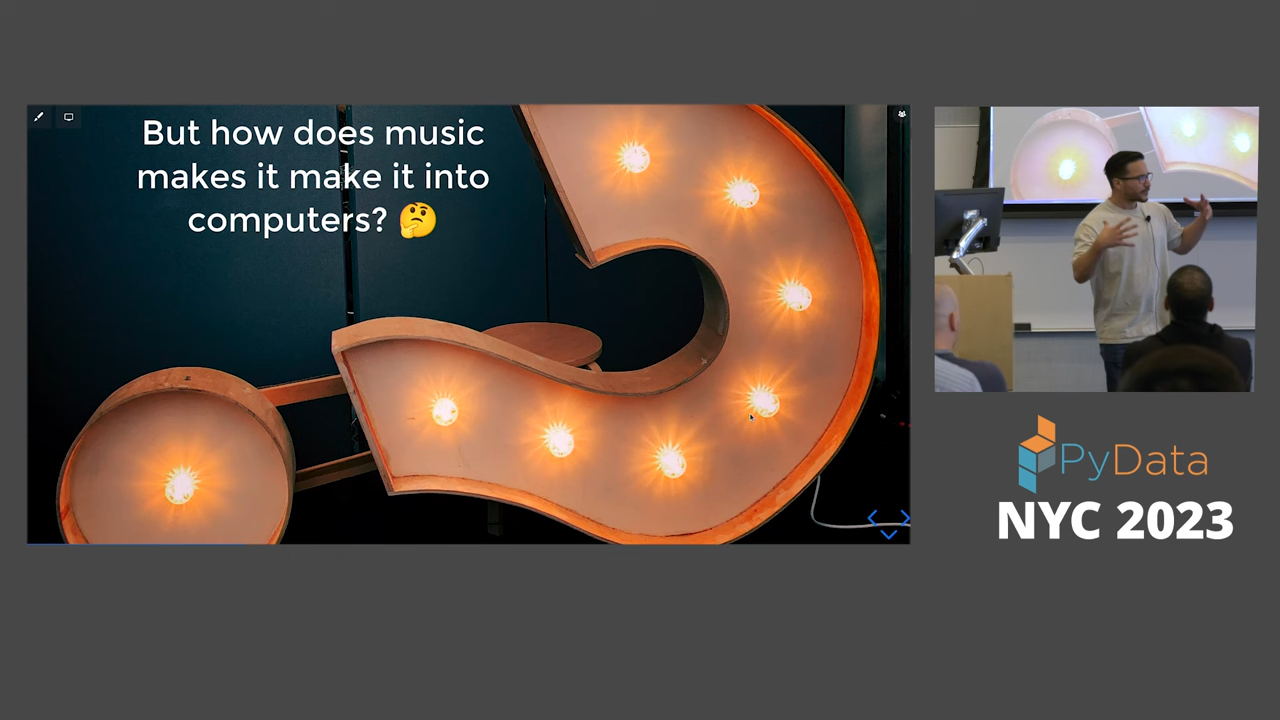 But how does music
makes it make it into
computers? 🤔
PyData
NYC 2023